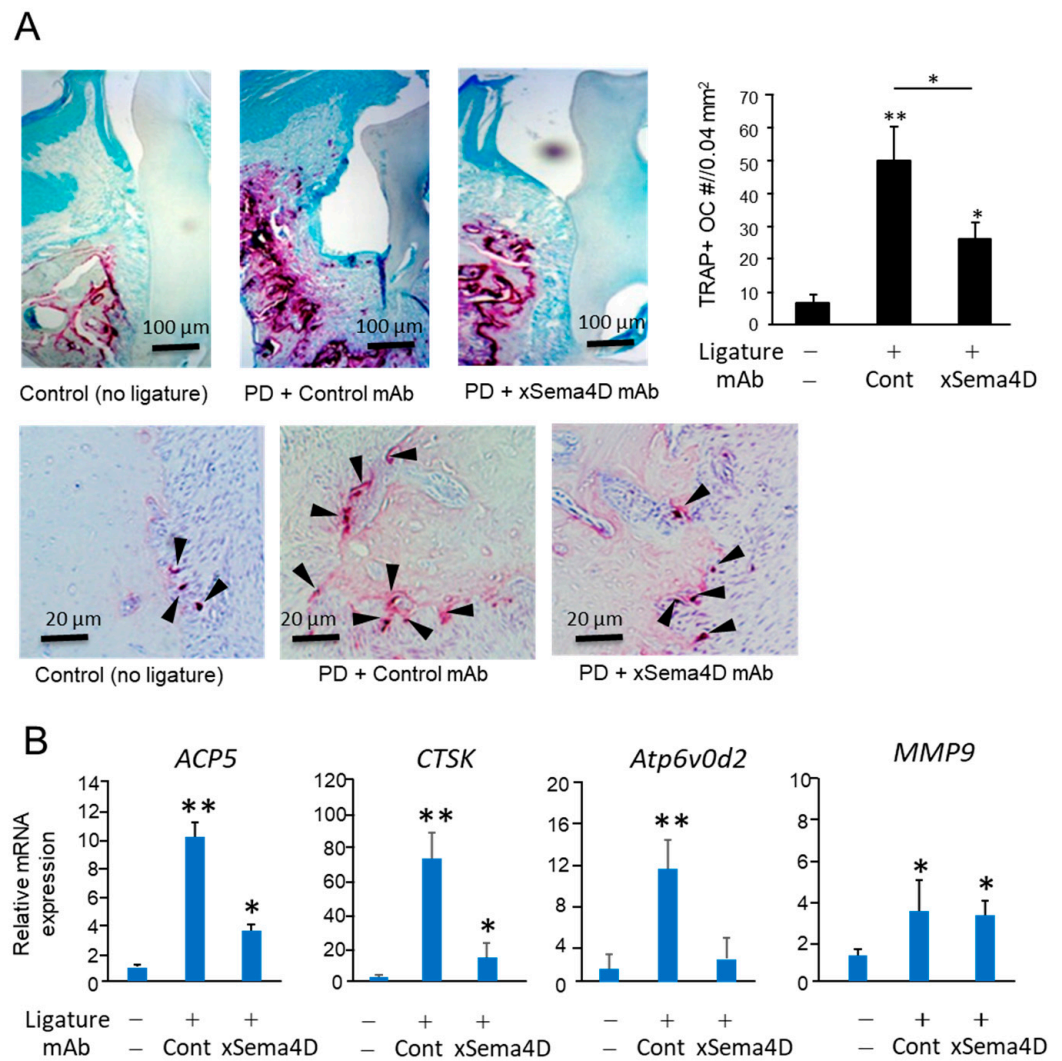 A
100 µm
100 µm
100 µm
Control (no ligature)
PD + Control mAb
PD + xSema4D mAb
TRAP+ OC #//0.04 mm²
70
60
50
40
30
20
10
0
*
**
*
Ligature − + +
mAb − Cont xSema4D
20 µm
20 µm
20 µm
Control (no ligature)
PD + Control mAb
PD + xSema4D mAb
B
Relative mRNA
expression
ACP5
14
12
10
8
6
4
2
0
**
*
CTSK
120
100
80
60
40
20
0
**
*
Atp6v0d2
20
16
12
8
4
0
**
MMP9
10
8
6
4
2
0
*
*
Ligature − + + − + + − + + − + +
mAb − Cont xSema4D − Cont xSema4D − Cont xSema4D − Cont xSema4D